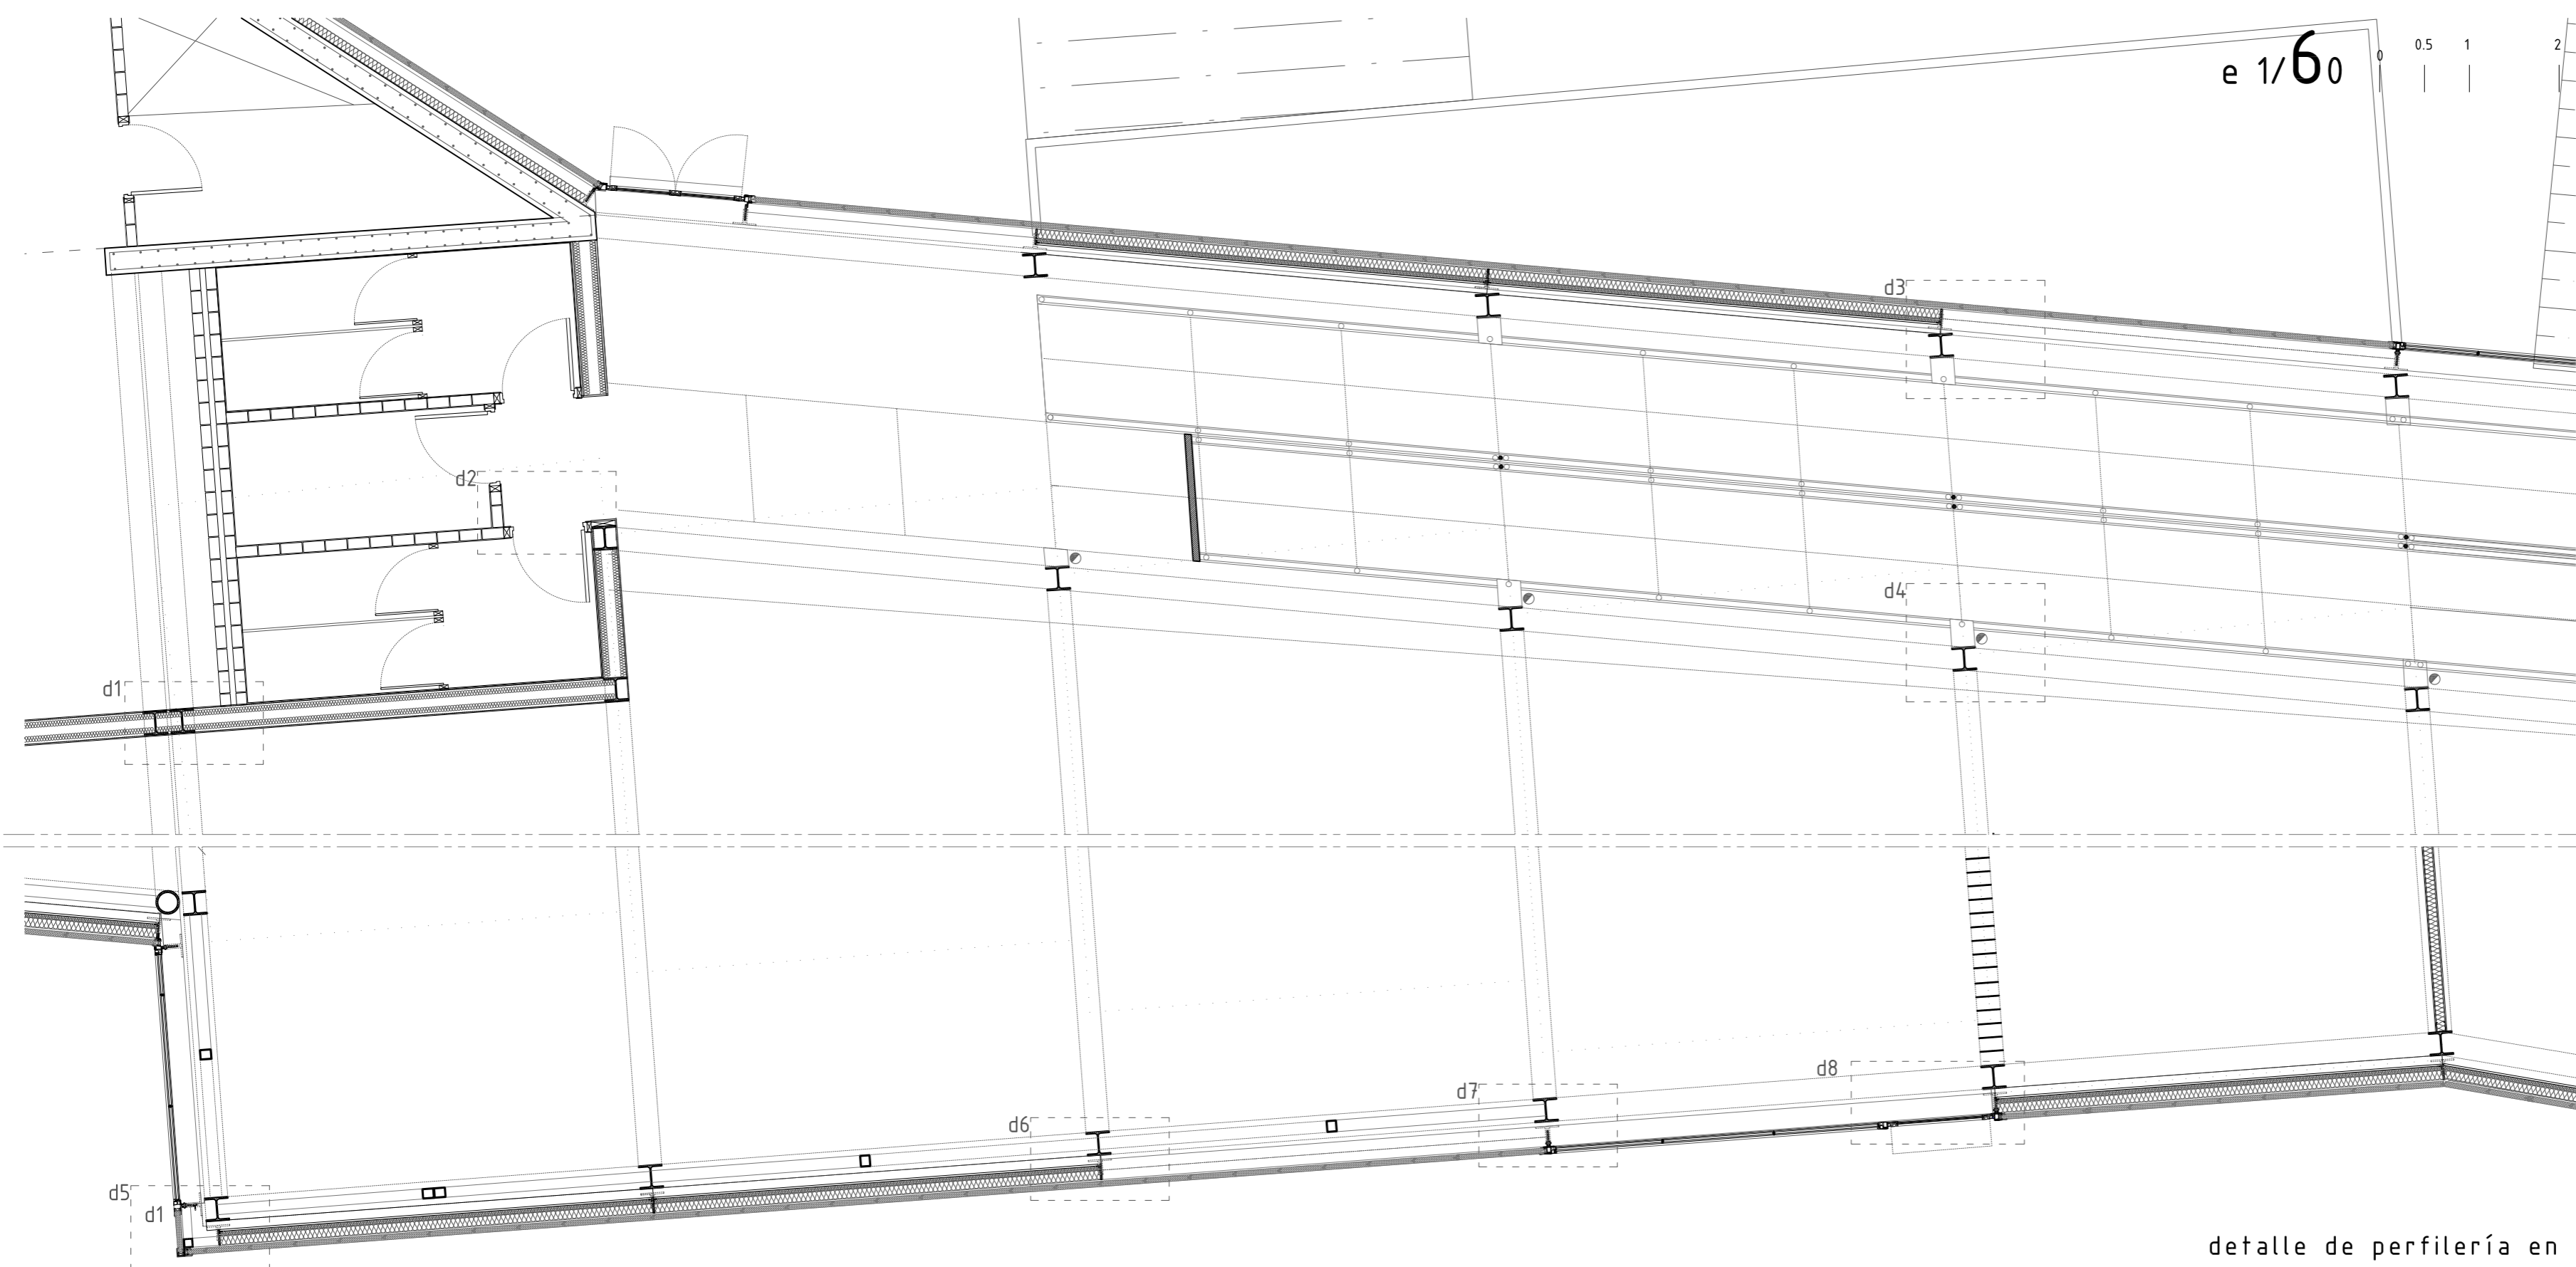 e 1/60
0 0.5 1 2
d3
d2
d4
d1
d8
d7
d6
d5
d1
detalle de perfilería en